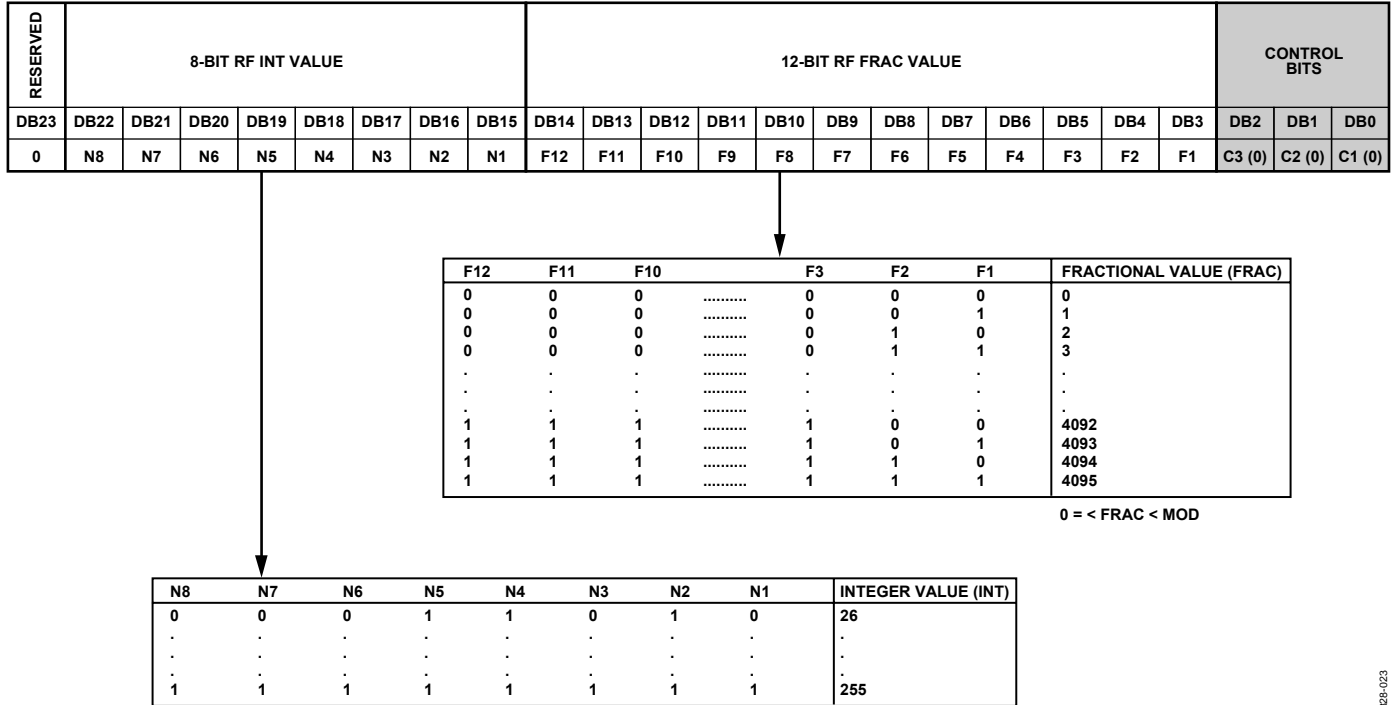 RESERVED
8-BIT RF INT VALUE
12-BIT RF FRAC VALUE
CONTROL
BITS
DB23 DB22 DB21 DB20 DB19 DB18 DB17 DB16 DB15 DB14 DB13 DB12 DB11 DB10 DB9 DB8 DB7 DB6 DB5 DB4 DB3 DB2 DB1 DB0
0 N8 N7 N6 N5 N4 N3 N2 N1 F12 F11 F10 F9 F8 F7 F6 F5 F4 F3 F2 F1 C3 (0) C2 (0) C1 (0)
F12 F11 F10 F3 F2 F1 FRACTIONAL VALUE (FRAC)
0 0 0 .......... 0 0 0 0
0 0 0 .......... 0 0 1 1
0 0 0 .......... 0 1 0 2
0 0 0 .......... 0 1 1 3
. . . .......... . . . .
. . . .......... . . . .
. . . .......... . . . .
1 1 1 .......... 1 0 0 4092
1 1 1 .......... 1 0 1 4093
1 1 1 .......... 1 1 0 4094
1 1 1 .......... 1 1 1 4095
0 = < FRAC < MOD
N8 N7 N6 N5 N4 N3 N2 N1 INTEGER VALUE (INT)
0 0 0 1 1 0 1 0 26
. . . . . . . . .
. . . . . . . . .
. . . . . . . . .
1 1 1 1 1 1 1 1 255